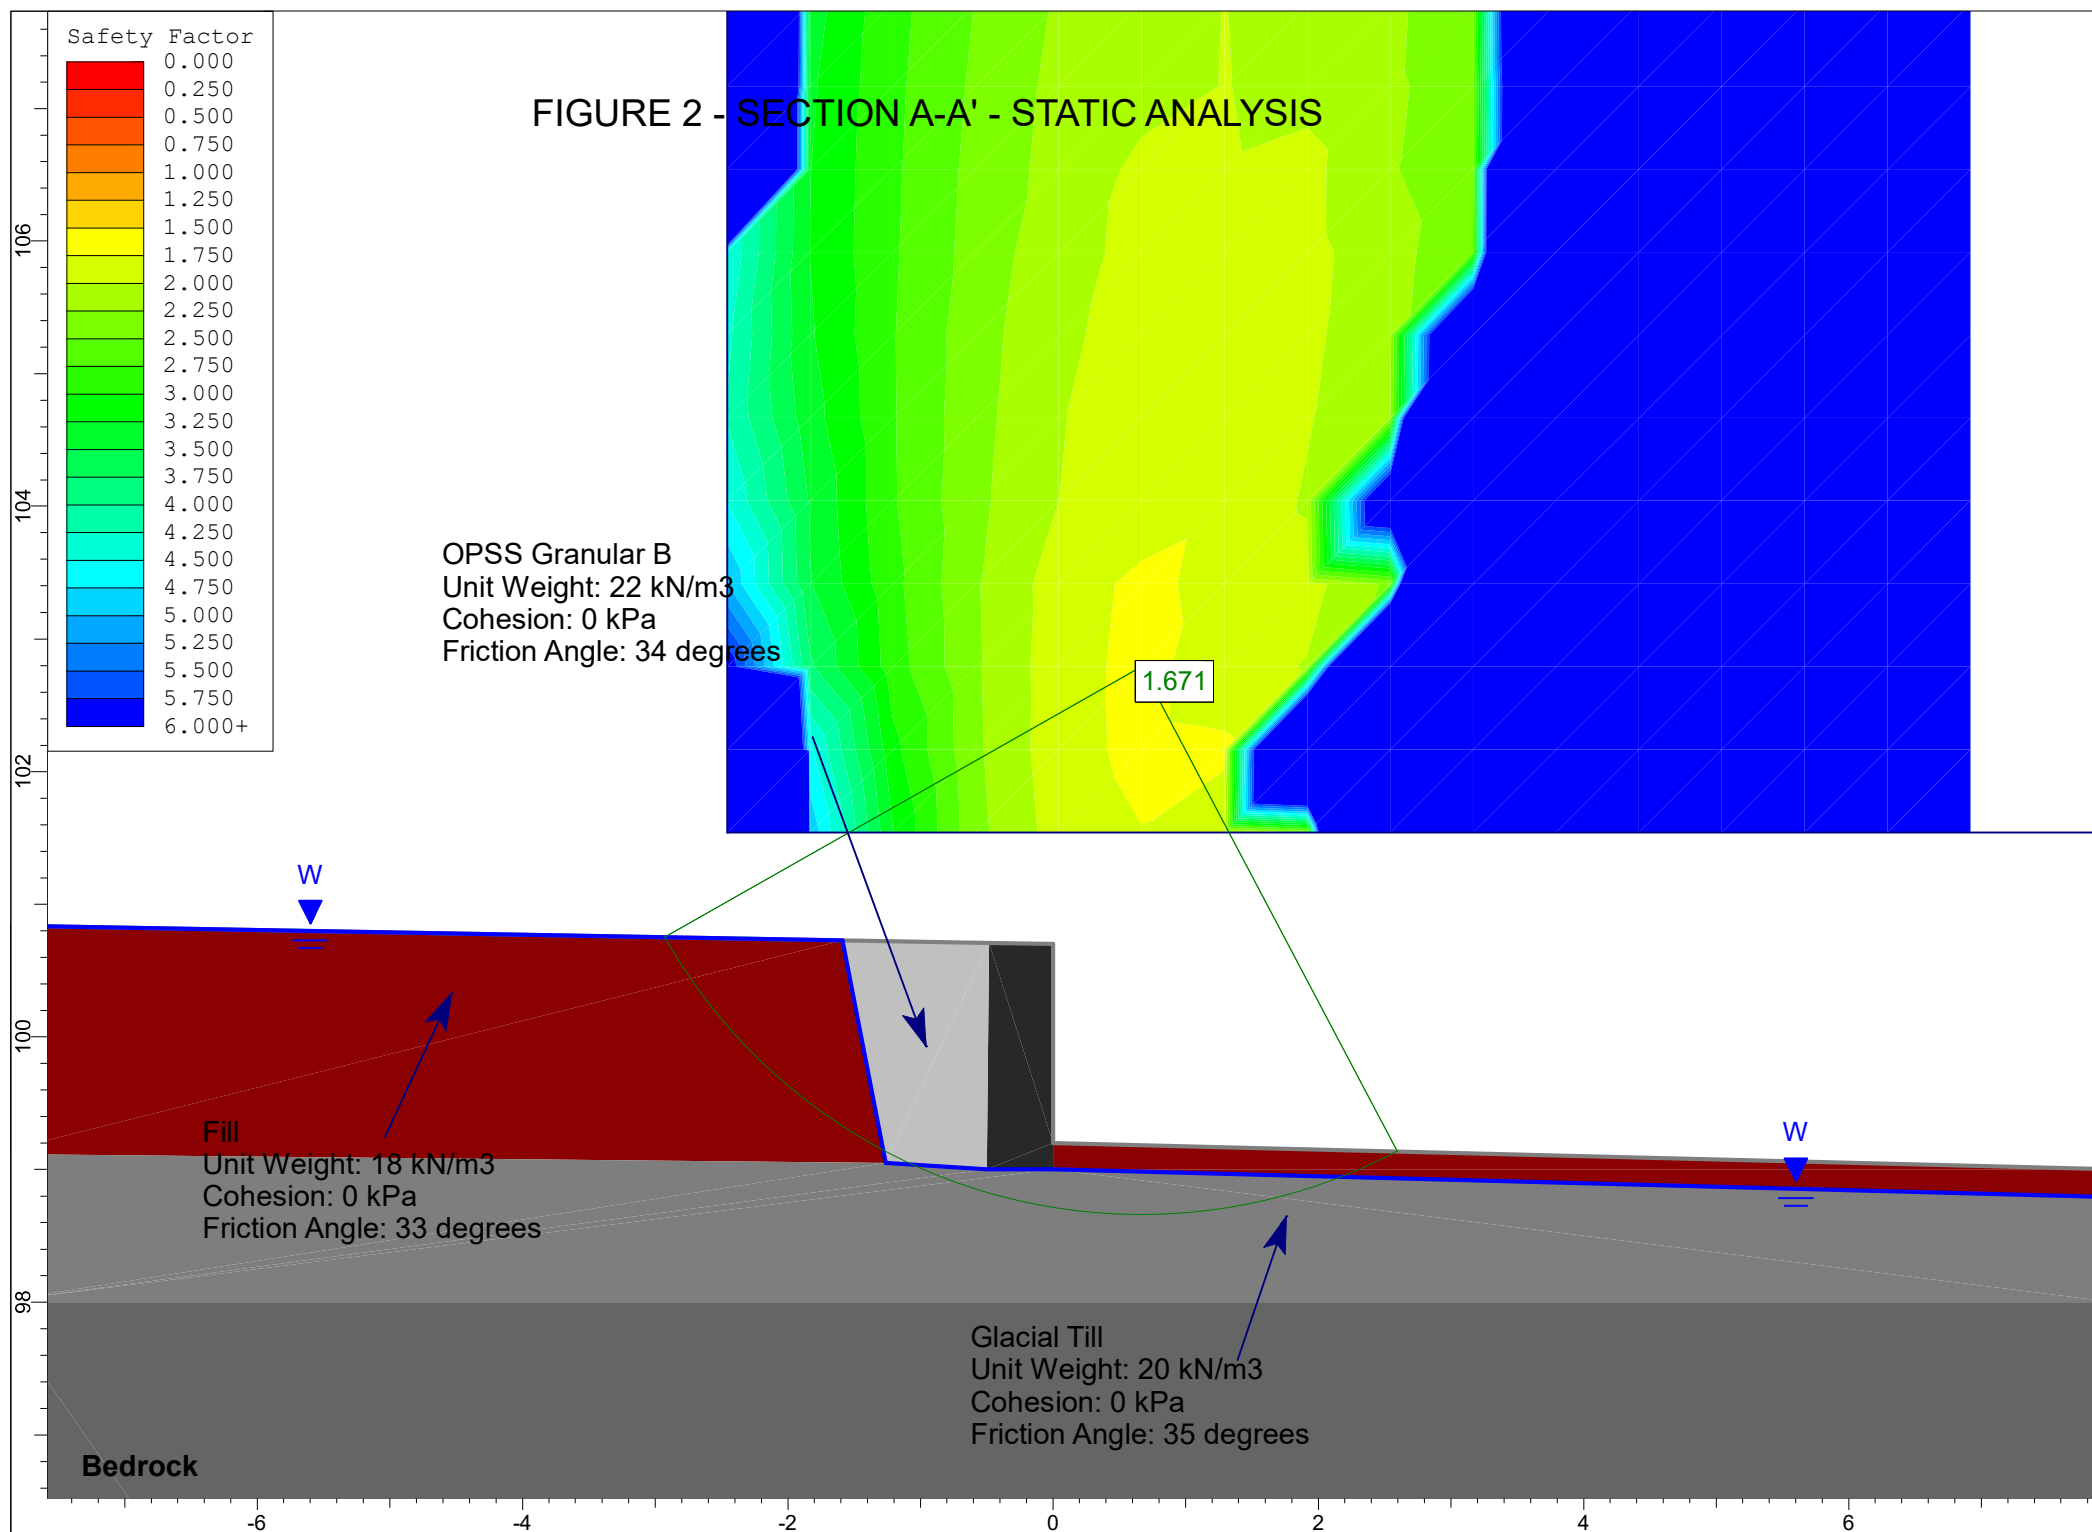 Safety Factor
0.000
0.250
0.500
0.750
1.000
1.250
1.500
1.750
2.000
2.250
2.500
2.750
3.000
3.250
3.500
3.750
4.000
4.250
4.500
4.750
5.000
5.250
5.500
5.750
6.000+
FIGURE 2 - SECTION A-A' - STATIC ANALYSIS
OPSS Granular B
Unit Weight: 22 kN/m3
Cohesion: 0 kPa
Friction Angle: 34 degrees
1.671
W
W
Fill
Unit Weight: 18 kN/m3
Cohesion: 0 kPa
Friction Angle: 33 degrees
Glacial Till
Unit Weight: 20 kN/m3
Cohesion: 0 kPa
Friction Angle: 35 degrees
Bedrock
106
104
102
100
98
-6
-4
-2
0
2
4
6